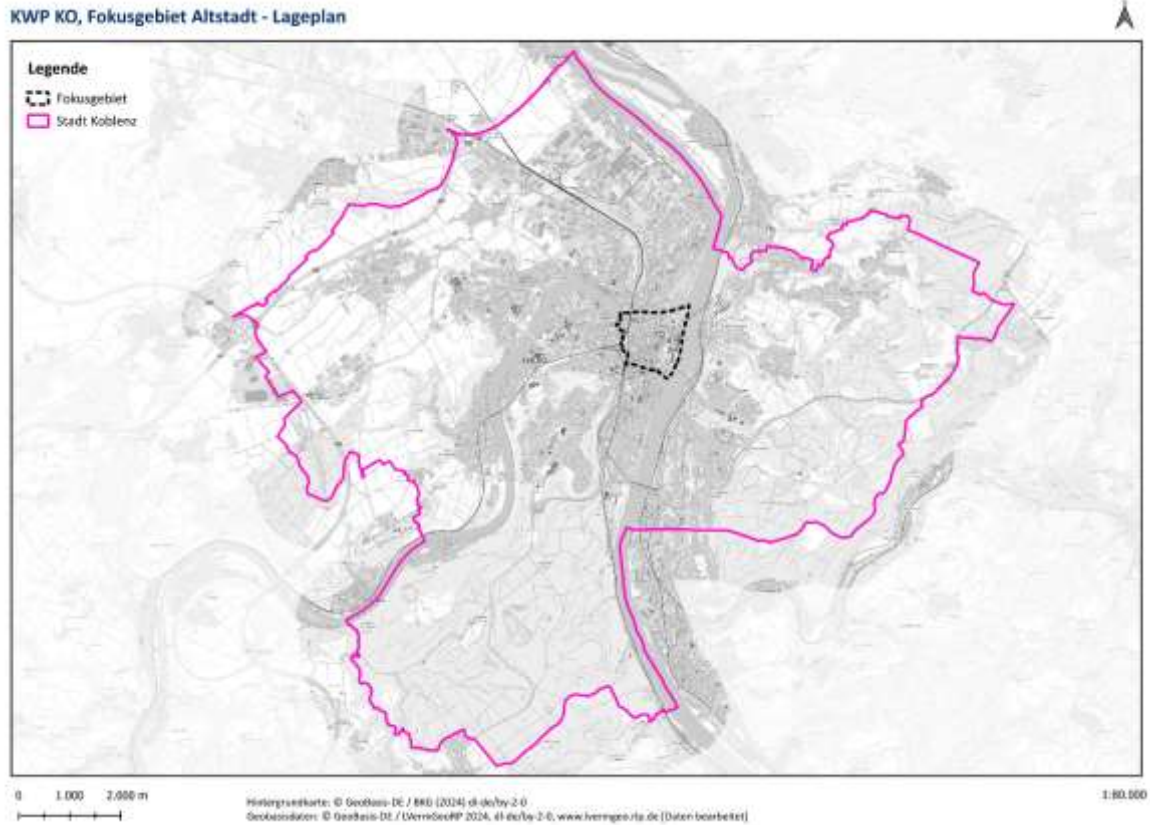 KWP KO, Fokusgebiet Altstadt - Lageplan
Legende
Fokusgebiet
Stadt Koblenz
0 1.000 2.000 m
Hintergrundkarte: © GeoBasis-DE / BKG (2024) dl-de/by-2-0
Geobasisdaten: © GeoBasis-DE / LVermGeoRP 2024, dl-de/by-2-0, www.lvermgeo.rlp.de [Daten bearbeitet]
1:80.000